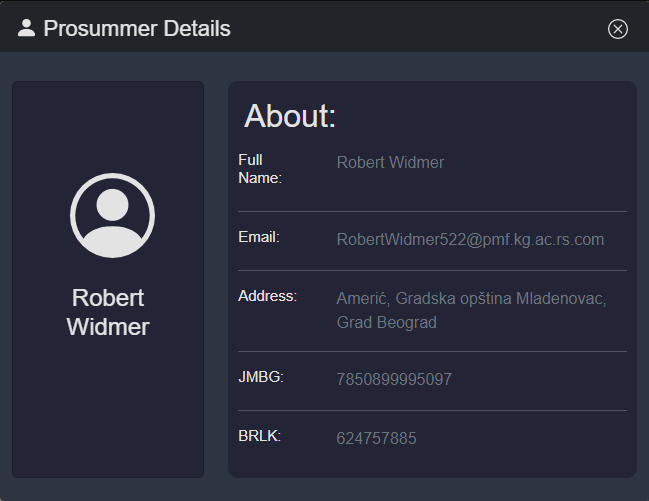 Prosummer Details
Robert
Widmer
About:
Full
Name:
Robert Widmer
Email:
RobertWidmer522@pmf.kg.ac.rs.com
Address:
Amerić, Gradska opština Mladenovac,
Grad Beograd
JMBG:
7850899995097
BRLK:
624757885